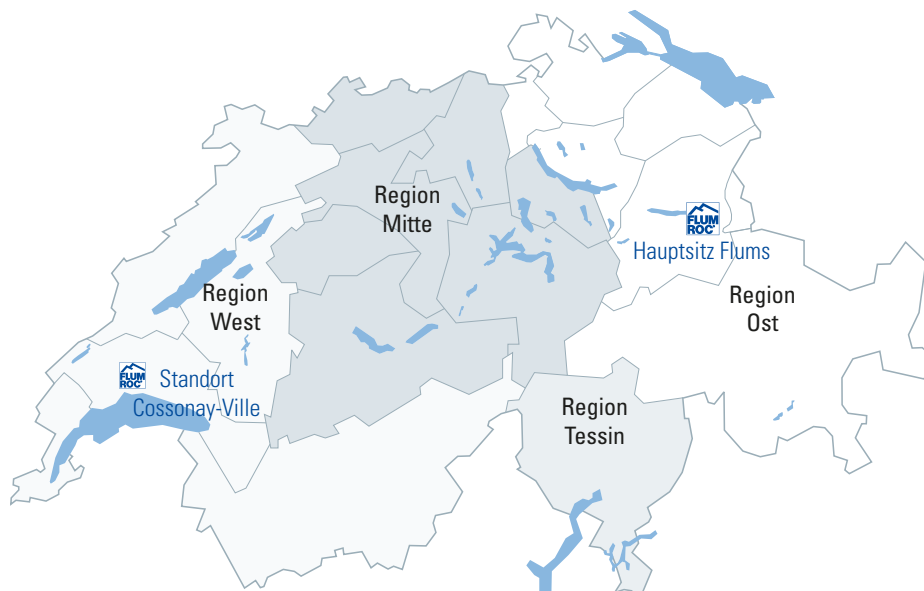 Region
Mitte
FLUM
ROC
Hauptsitz Flums
Region
West
Region
Ost
FLUM
ROC
Standort
Cossonay-Ville
Region
Tessin